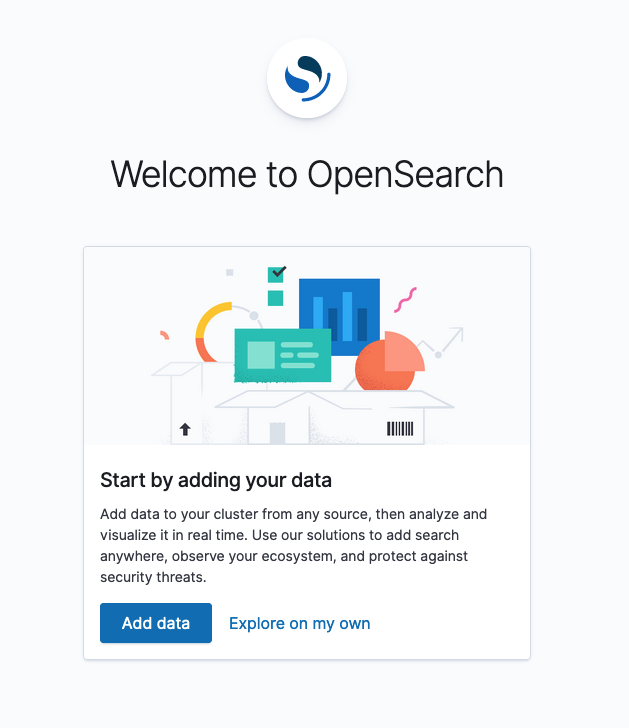 Welcome to OpenSearch
Start by adding your data
Add data to your cluster from any source, then analyze and
visualize it in real time. Use our solutions to add search
anywhere, observe your ecosystem, and protect against
security threats.
Add data
Explore on my own